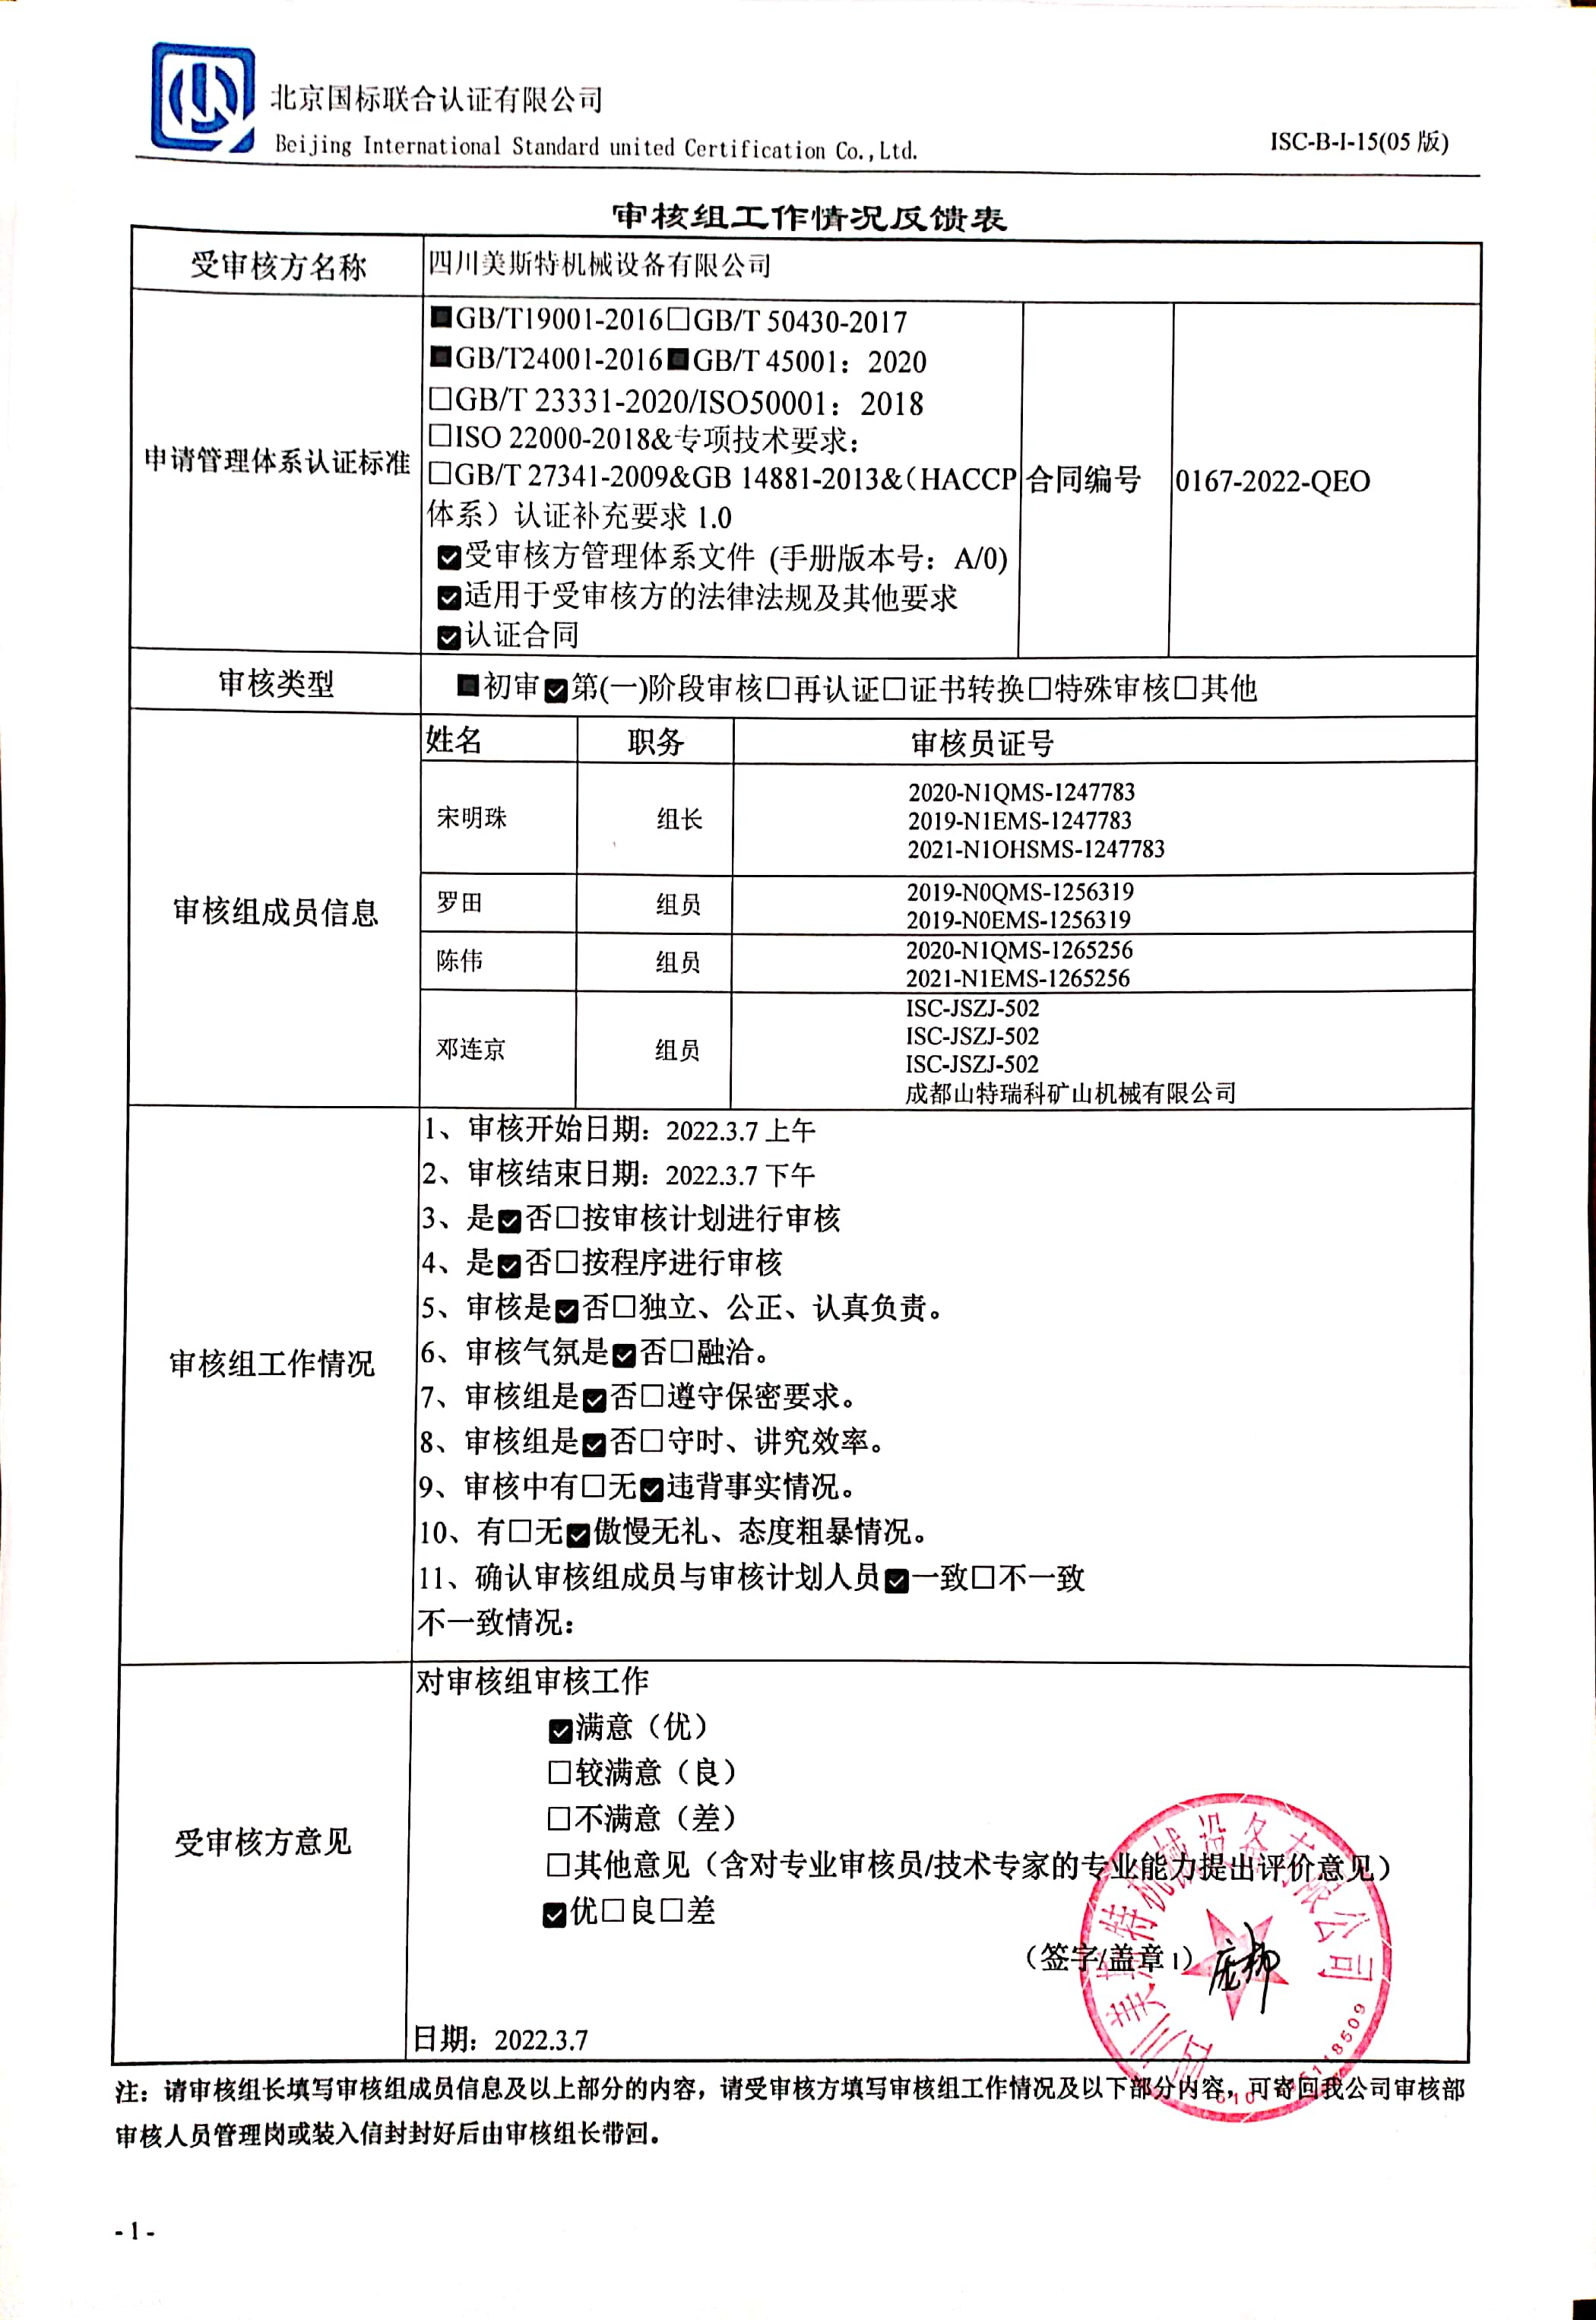 北京国标联合认证有限公司
Beijing International Standard united Certification Co.,Ltd.
ISC-B-I-15(05 版)
审核组工作情况反馈表
受审核方名称
四川美斯特机械设备有限公司
申请管理体系认证标准
■GB/T19001-2016□GB/T 50430-2017
■GB/T24001-2016■GB/T 45001：2020
□GB/T 23331-2020/ISO50001：2018
□ISO 22000-2018&专项技术要求：
□GB/T 27341-2009&GB 14881-2013&（HACCP
体系）认证补充要求 1.0
☑受审核方管理体系文件 (手册版本号：A/0)
☑适用于受审核方的法律法规及其他要求
☑认证合同
合同编号
0167-2022-QEO
审核类型
■初审☑第(一)阶段审核□再认证□证书转换□特殊审核□其他
审核组成员信息
姓名 职务 审核员证号
宋明珠 组长
2020-N1QMS-1247783
2019-N1EMS-1247783
2021-N1OHSMS-1247783
罗田 组员
2019-N0QMS-1256319
2019-N0EMS-1256319
陈伟 组员
2020-N1QMS-1265256
2021-N1EMS-1265256
邓连京 组员
ISC-JSZJ-502
ISC-JSZJ-502
ISC-JSZJ-502
成都山特瑞科矿山机械有限公司
审核组工作情况
1、审核开始日期：2022.3.7 上午
2、审核结束日期：2022.3.7 下午
3、是☑否□按审核计划进行审核
4、是☑否□按程序进行审核
5、审核是☑否□独立、公正、认真负责。
6、审核气氛是☑否□融洽。
7、审核组是☑否□遵守保密要求。
8、审核组是☑否□守时、讲究效率。
9、审核中有□无☑违背事实情况。
10、有□无☑傲慢无礼、态度粗暴情况。
11、确认审核组成员与审核计划人员☑一致□不一致
不一致情况：
受审核方意见
对审核组审核工作
☑满意（优）
□较满意（良）
□不满意（差）
□其他意见（含对专业审核员/技术专家的专业能力提出评价意见）
☑优□良□差
（签字/盖章）
四川美斯特机械设备有限公司
日期：2022.3.7
注：请审核组长填写审核组成员信息及以上部分的内容，请受审核方填写审核组工作情况及以下部分内容，可寄回我公司审核部
审核人员管理岗或装入信封封好后由审核组长带回。
- 1 -